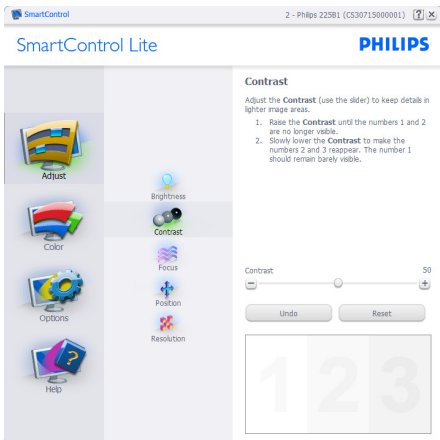 SmartControl
2 - Philips 225B1 (CS30715000001)
?
X
SmartControl Lite
PHILIPS
Adjust
Color
Options
Help
Brightness
Contrast
Focus
Position
Resolution
Contrast
Adjust the Contrast (use the slider) to keep details in
lighter image areas.
1. Raise the Contrast until the numbers 1 and 2
are no longer visible.
2. Slowly lower the Contrast to make the
numbers 2 and 3 reappear. The number 1
should remain barely visible.
Contrast 50
Undo Reset
1 2 3